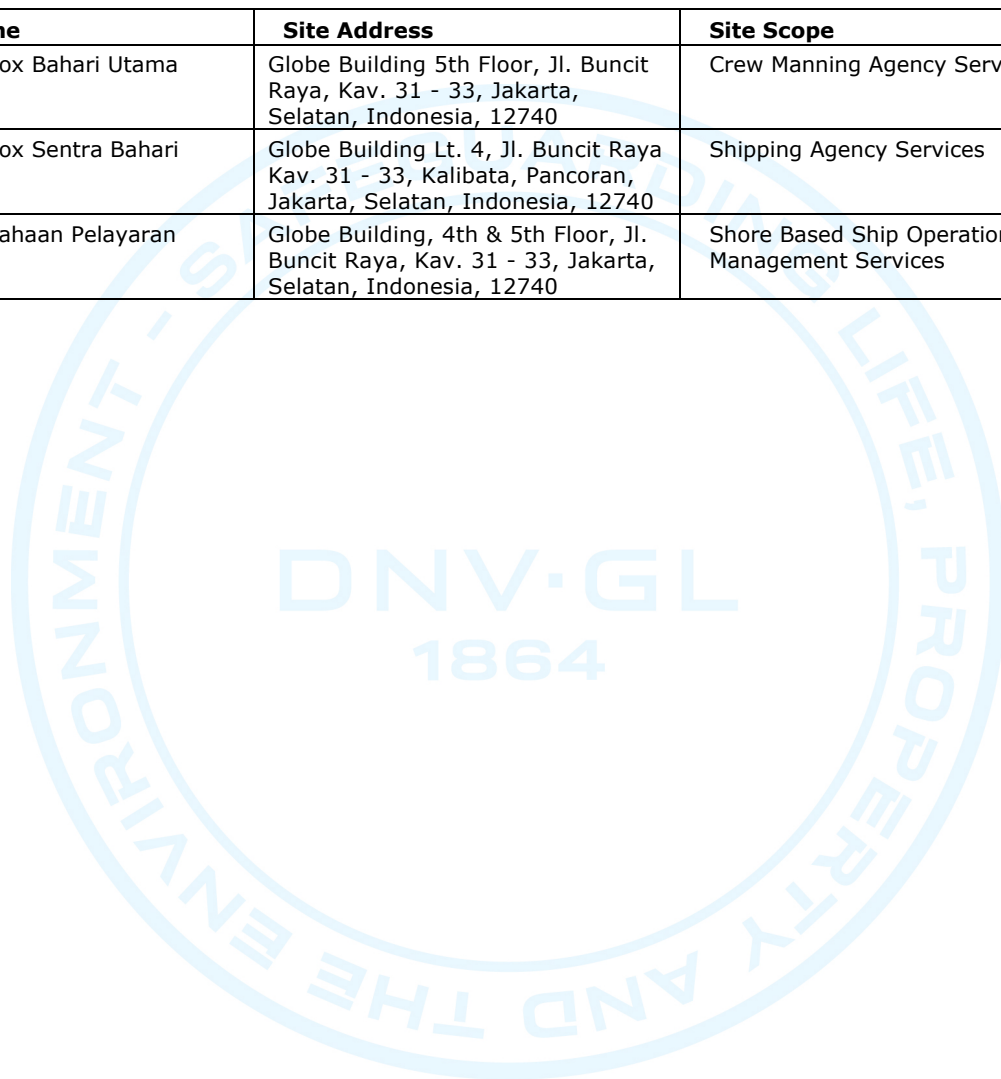 me
Site Address
Site Scope
ox Bahari Utama
Globe Building 5th Floor, Jl. Buncit
Raya, Kav. 31 - 33, Jakarta,
Selatan, Indonesia, 12740
Crew Manning Agency Serv
ox Sentra Bahari
Globe Building Lt. 4, Jl. Buncit Raya
Kav. 31 - 33, Kalibata, Pancoran,
Jakarta, Selatan, Indonesia, 12740
Shipping Agency Services
ahaan Pelayaran
Globe Building, 4th & 5th Floor, Jl.
Buncit Raya, Kav. 31 - 33, Jakarta,
Selatan, Indonesia, 12740
Shore Based Ship Operation
Management Services
SAFEGUARDING LIFE, PROPERTY AND THE ENVIRONMENT -
DNV·GL
1864